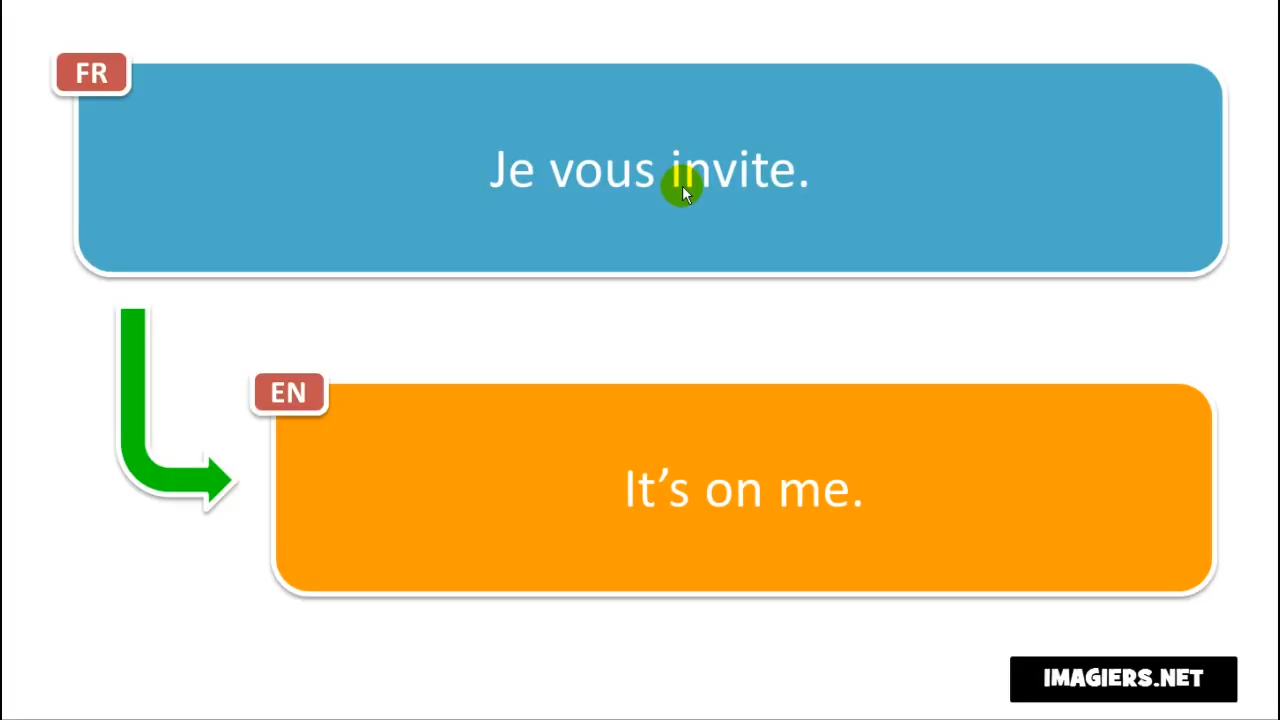 FR
Je vous invite.
EN
It’s on me.
IMAGIERS.NET